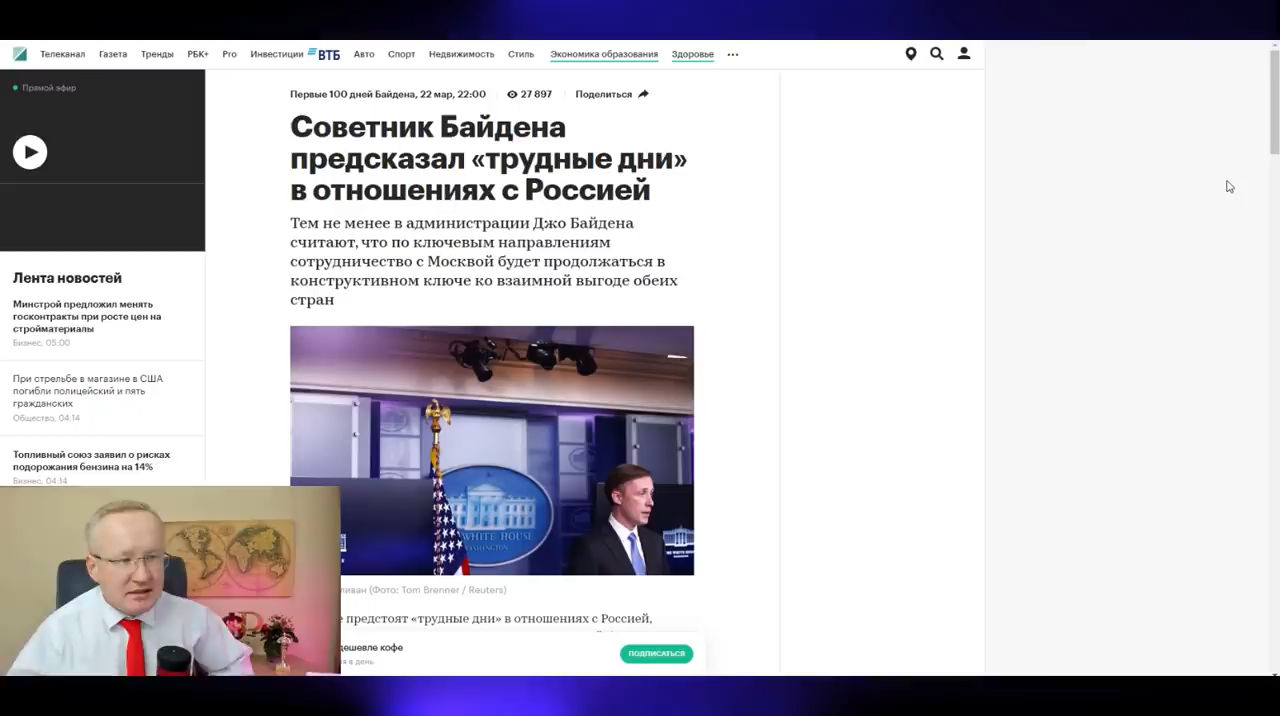 Телеканал Газета Тренды РБК+ Pro Инвестиции ВТБ Авто Спорт Недвижимость Стиль Экономика образования Здоровье
Прямой эфир
Первые 100 дней Байдена, 22 мар, 22:00 27 897 Поделиться
Советник Байдена
предсказал «трудные дни»
в отношениях с Россией
Тем не менее в администрации Джо Байдена
считают, что по ключевым направлениям
сотрудничество с Москвой будет продолжаться в
конструктивном ключе ко взаимной выгоде обеих
стран
Лента новостей
Минстрой предложил менять
госконтракты при росте цен на
стройматериалы
Бизнес, 05:00
При стрельбе в магазине в США
погибли полицейский и пять
гражданских
Общество, 04:14
Топливный союз заявил о рисках
подорожания бензина на 14%
Бизнес, 04:14
WHITE HOUSE
WASHINGTON
ливан (Фото: Tom Brenner / Reuters)
е предстоят «трудные дни» в отношениях с Россией,
дешевле кофе
я в день
ПОДПИСАТЬСЯ